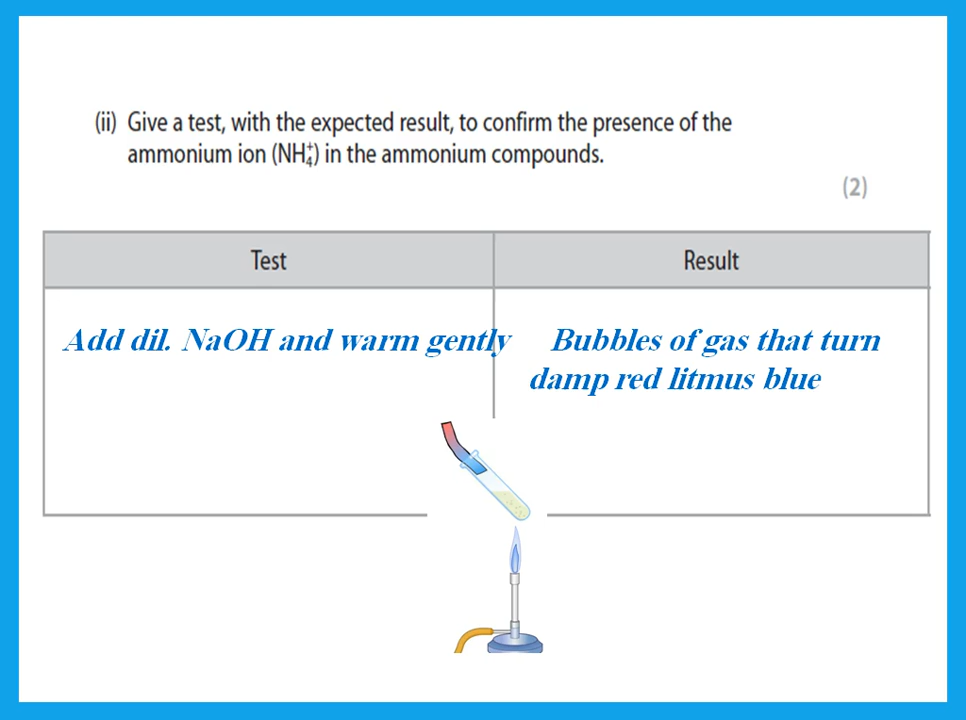 (ii) Give a test, with the expected result, to confirm the presence of the
ammonium ion (NH₄⁺) in the ammonium compounds.
(2)
Test
Result
Add dil. NaOH and warm gently
Bubbles of gas that turn
damp red litmus blue